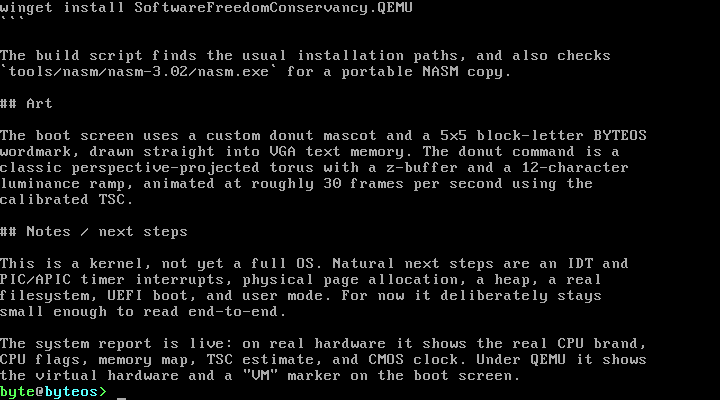 winget install SoftwareFreedomConservancy.QEMU
```
The build script finds the usual installation paths, and also checks
`tools/nasm/nasm-3.02/nasm.exe` for a portable NASM copy.
## Art
The boot screen uses a custom donut mascot and a 5x5 block-letter BYTEOS
wordmark, drawn straight into VGA text memory. The donut command is a
classic perspective-projected torus with a z-buffer and a 12-character
luminance ramp, animated at roughly 30 frames per second using the
calibrated TSC.
## Notes / next steps
This is a kernel, not yet a full OS. Natural next steps are an IDT and
PIC/APIC timer interrupts, physical page allocation, a heap, a real
filesystem, UEFI boot, and user mode. For now it deliberately stays
small enough to read end-to-end.
The system report is live: on real hardware it shows the real CPU brand,
CPU flags, memory map, TSC estimate, and CMOS clock. Under QEMU it shows
the virtual hardware and a "VM" marker on the boot screen.
byte@byteos> _